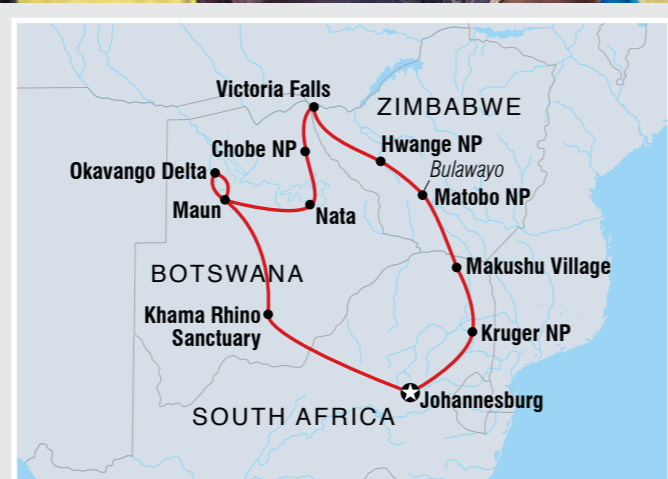 Victoria Falls
ZIMBABWE
Chobe NP
Hwange NP
Okavango Delta
Bulawayo
Matobo NP
Maun
Nata
BOTSWANA
Makushu Village
Khama Rhino
Sanctuary
Kruger NP
Johannesburg
SOUTH AFRICA